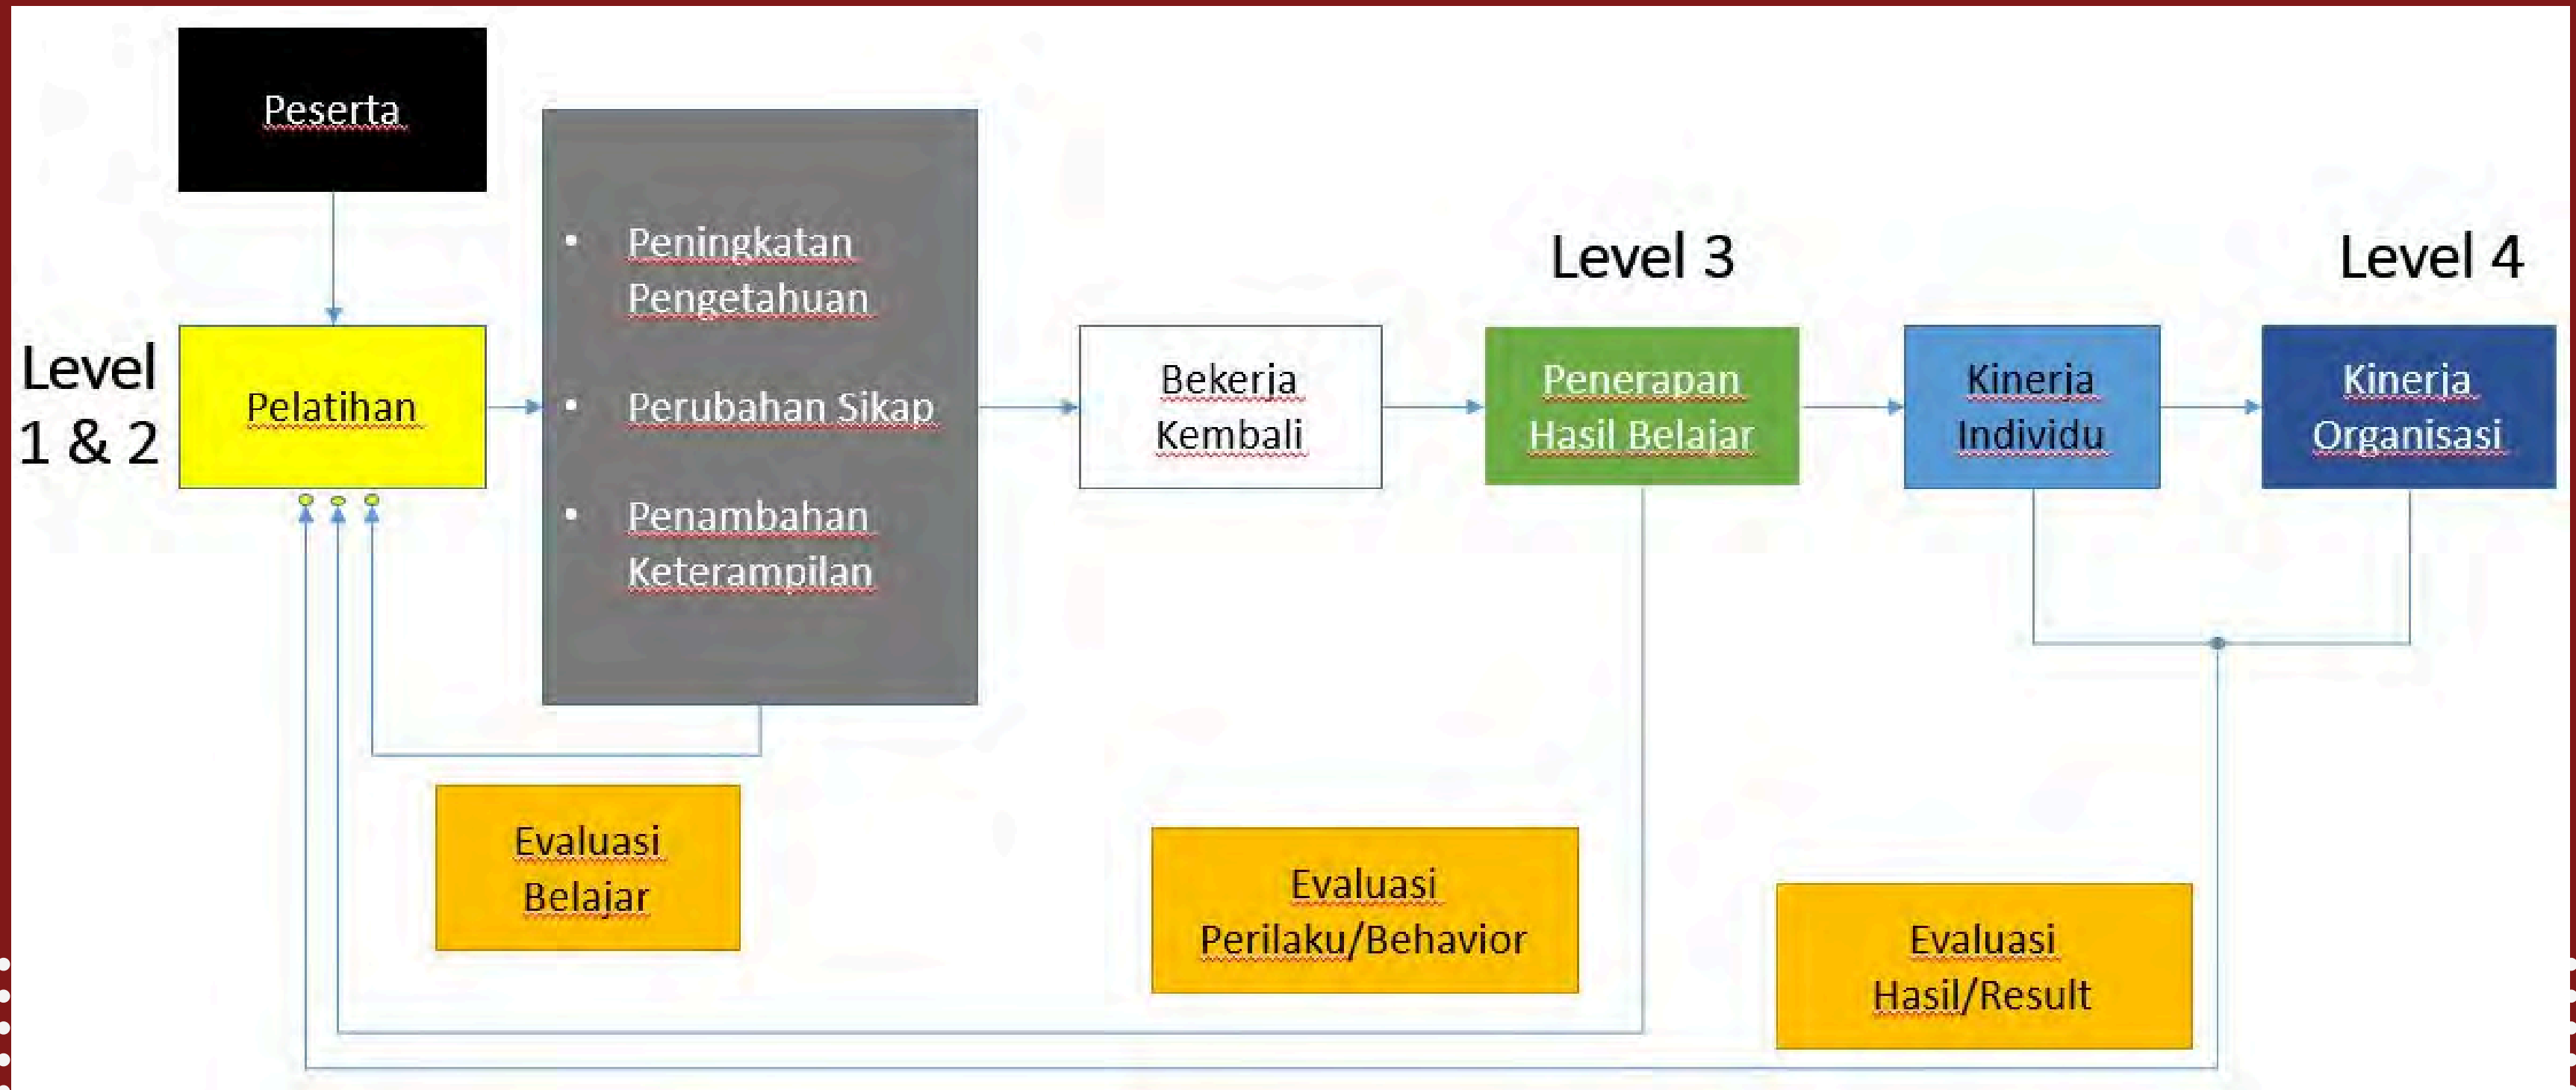 Peserta
Level
1 & 2
Pelatihan
• Peningkatan
Pengetahuan
• Perubahan Sikap
• Penambahan
Keterampilan
Bekerja
Kembali
Level 3
Penerapan
Hasil Belajar
Kinerja
Individu
Level 4
Kinerja
Organisasi
Evaluasi
Belajar
Evaluasi
Perilaku/Behavior
Evaluasi
Hasil/Result